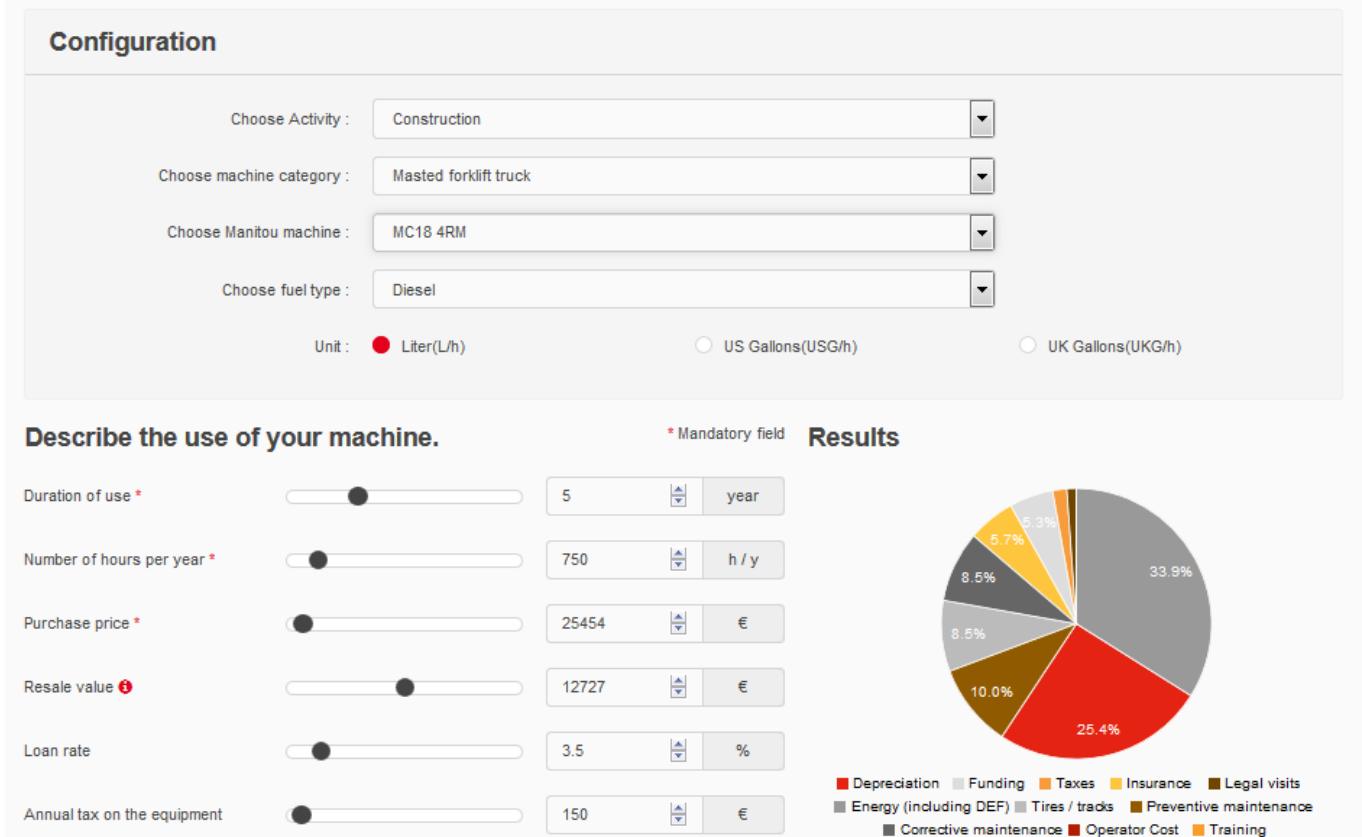 Configuration
Choose Activity : Construction
Choose machine category : Masted forklift truck
Choose Manitou machine : MC18 4RM
Choose fuel type : Diesel
Unit : Liter(L/h) US Gallons(USG/h) UK Gallons(UKG/h)
Describe the use of your machine. * Mandatory field Results
Duration of use * 5 year
Number of hours per year * 750 h / y
Purchase price * 25454 €
Resale value 12727 €
Loan rate 3.5 %
Annual tax on the equipment 150 €
5.3%
5.7%
33.9%
8.5%
8.5%
10.0%
25.4%
Depreciation Funding Taxes Insurance Legal visits
Energy (including DEF) Tires / tracks Preventive maintenance
Corrective maintenance Operator Cost Training